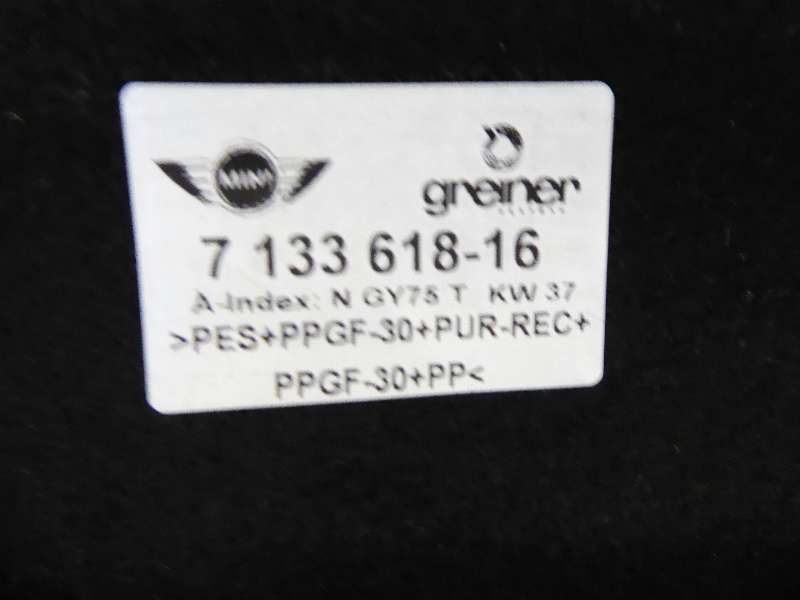 MINI
greiner
7 133 618-16
A-Index: N GY75 T KW 37
>PES+PPGF-30+PUR-REC+
PPGF-30+PP<